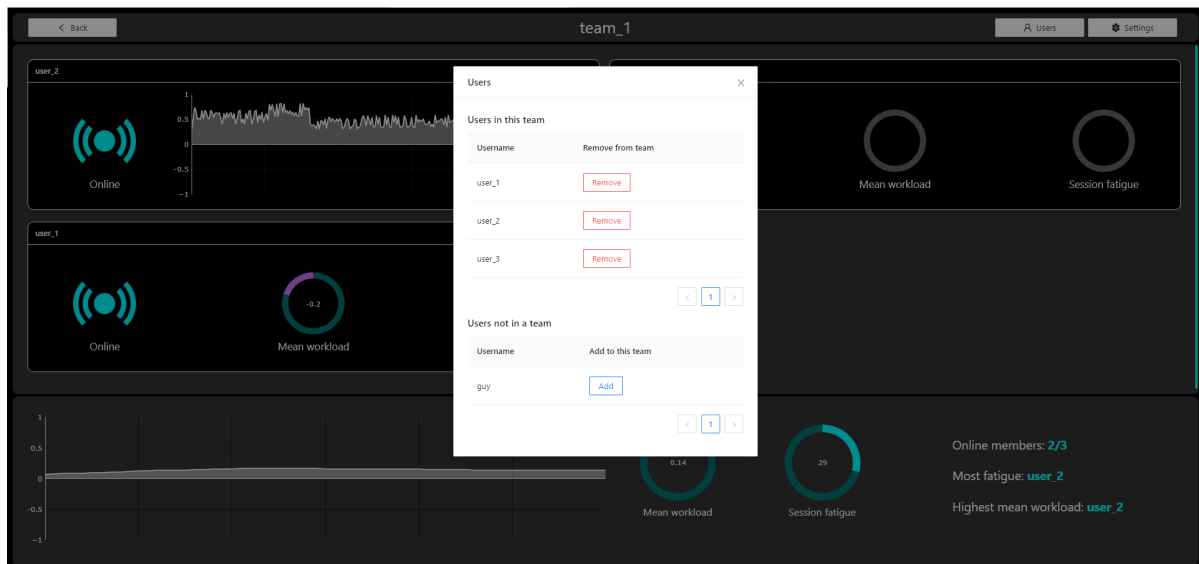 Back
team_1
Users
Settings
user_2
1
0.5
0
-0.5
−1
Online
Mean workload
Session fatigue
user_1
Online
-0.2
Mean workload
Users
X
Users in this team
Username Remove from team
user_1 Remove
user_2 Remove
user_3 Remove
< 1 >
Users not in a team
Username Add to this team
guy Add
< 1 >
1
0.5
0
-0.5
−1
0.14
Mean workload
29
Session fatigue
Online members: 2/3
Most fatigue: user_2
Highest mean workload: user_2